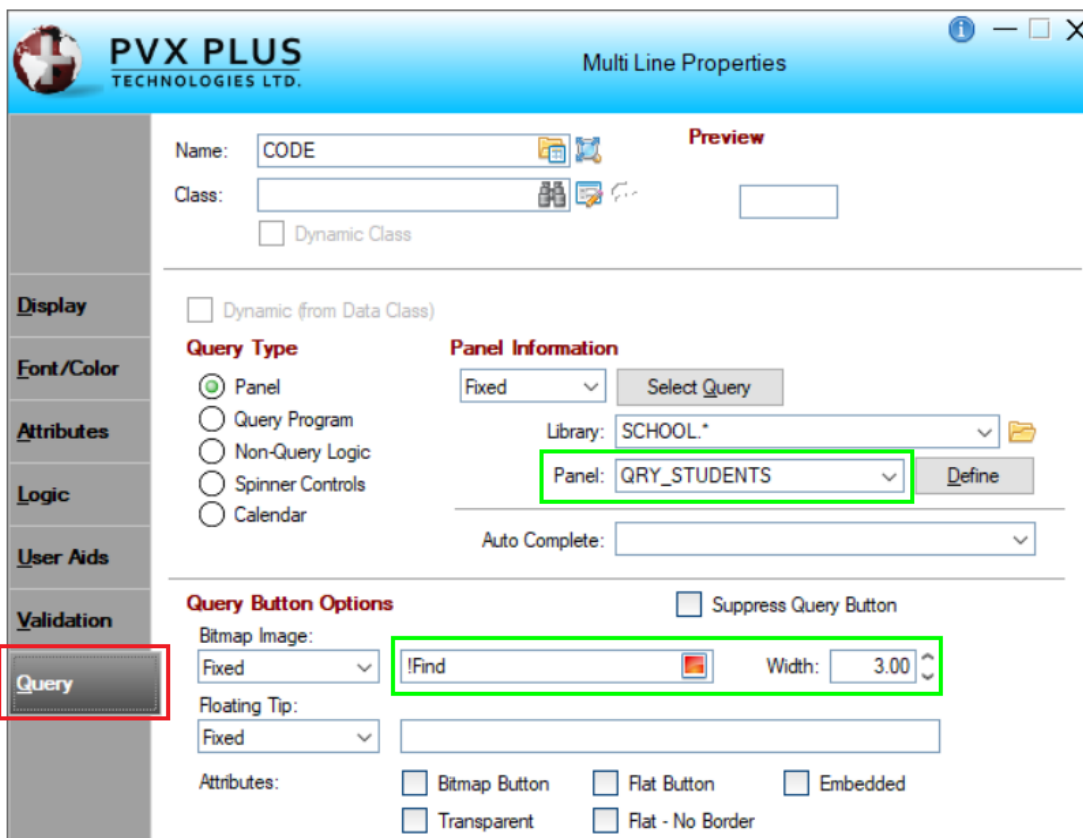 PVX PLUS
TECHNOLOGIES LTD.
Multi Line Properties
Name: CODE
Class:
Dynamic Class
Preview
Display
Font/Color
Attributes
Logic
User Aids
Validation
Query
Dynamic (from Data Class)
Query Type
Panel
Query Program
Non-Query Logic
Spinner Controls
Calendar
Panel Information
Fixed
Select Query
Library: SCHOOL.*
Panel: QRY_STUDENTS
Define
Auto Complete:
Query Button Options
Suppress Query Button
Bitmap Image:
Fixed
!Find
Width: 3.00
Floating Tip:
Fixed
Attributes:
Bitmap Button
Flat Button
Embedded
Transparent
Flat - No Border